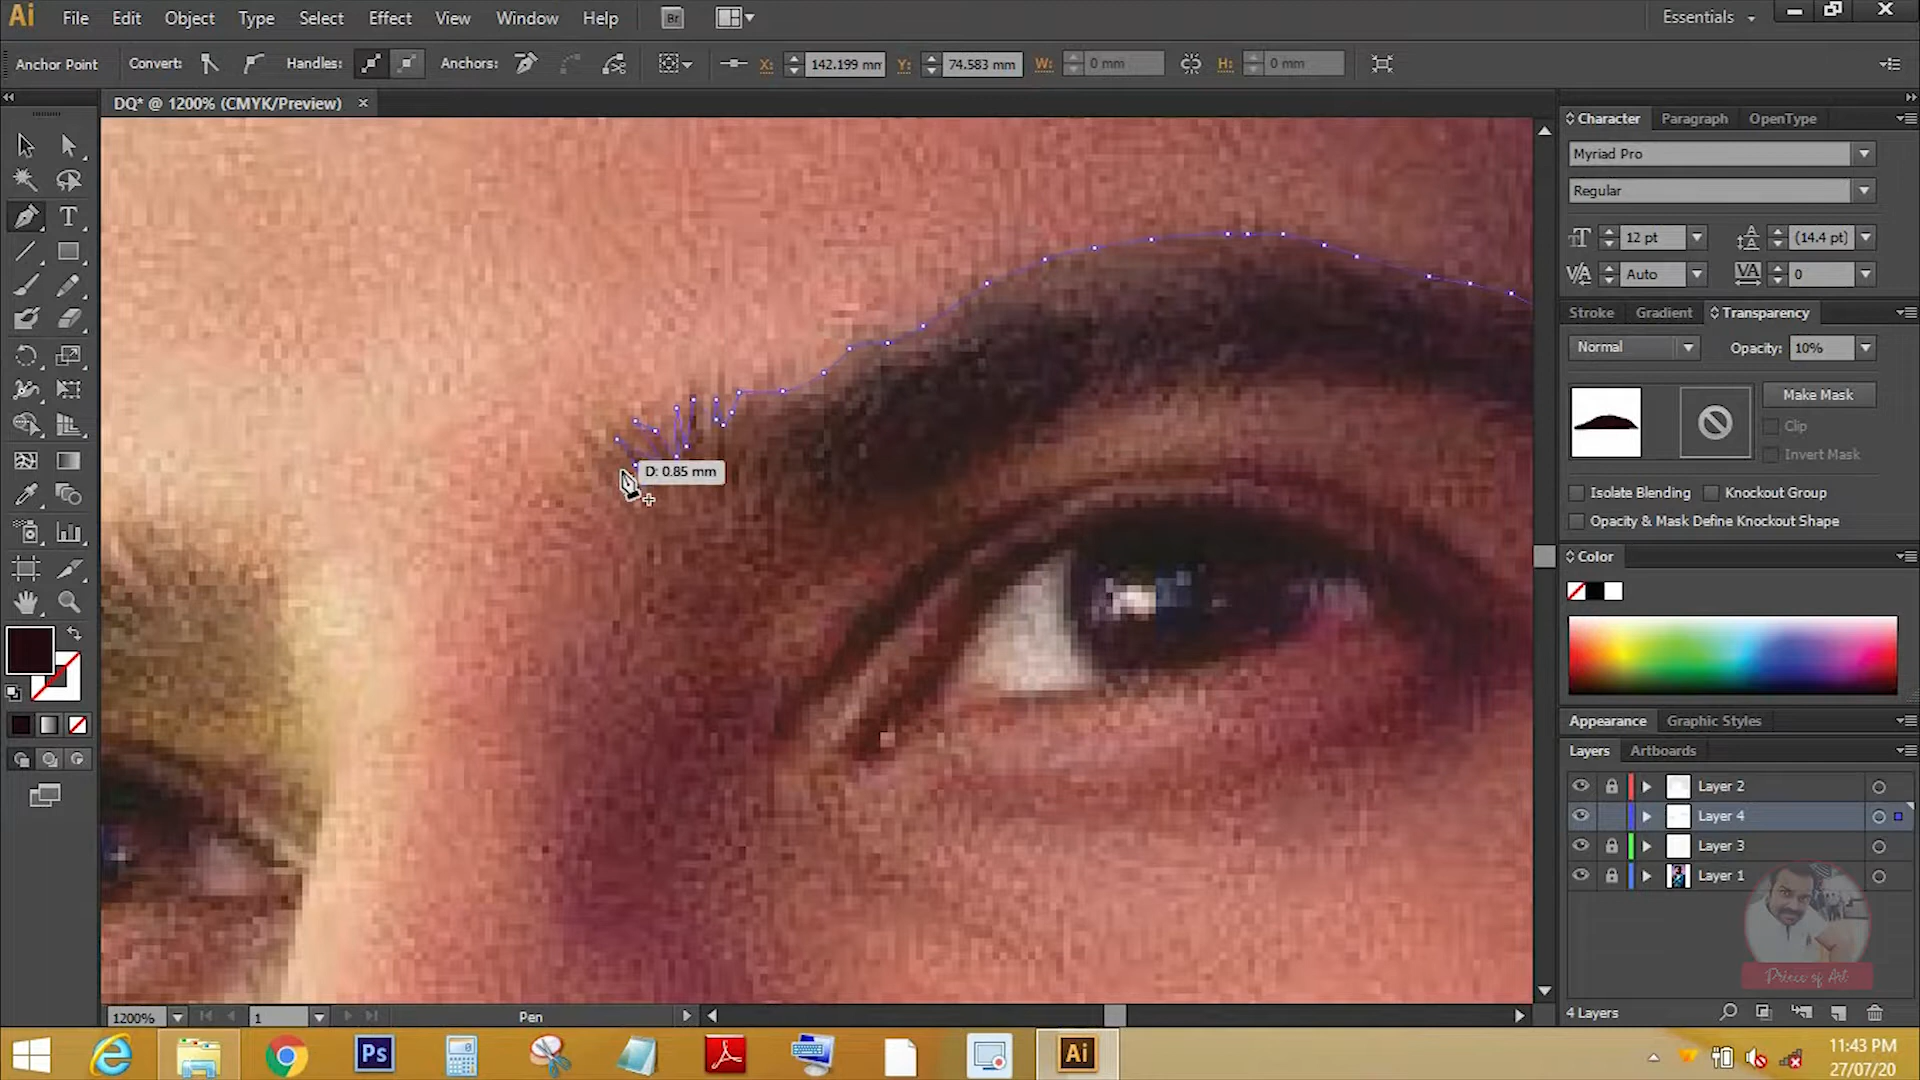 Ai File Edit Object Type Select Effect View Window Help Br Essentials
Anchor Point Convert: Handles: Anchors: X: 142.199 mm Y: 74.583 mm W: 0 mm H: 0 mm
DQ* @ 1200% (CMYK/Preview)
Character Paragraph OpenType
Myriad Pro
Regular
12 pt (14.4 pt)
Auto 0
Stroke Gradient Transparency
Normal Opacity: 10%
Make Mask
Clip
Invert Mask
D: 0.85 mm
Isolate Blending Knockout Group
Opacity & Mask Define Knockout Shape
Color
Appearance Graphic Styles
Layers Artboards
Layer 2
Layer 4
Layer 3
Layer 1
Prince of Art
4 Layers
1200% 1 Pen
Ps Ai
11:43 PM
27/07/20